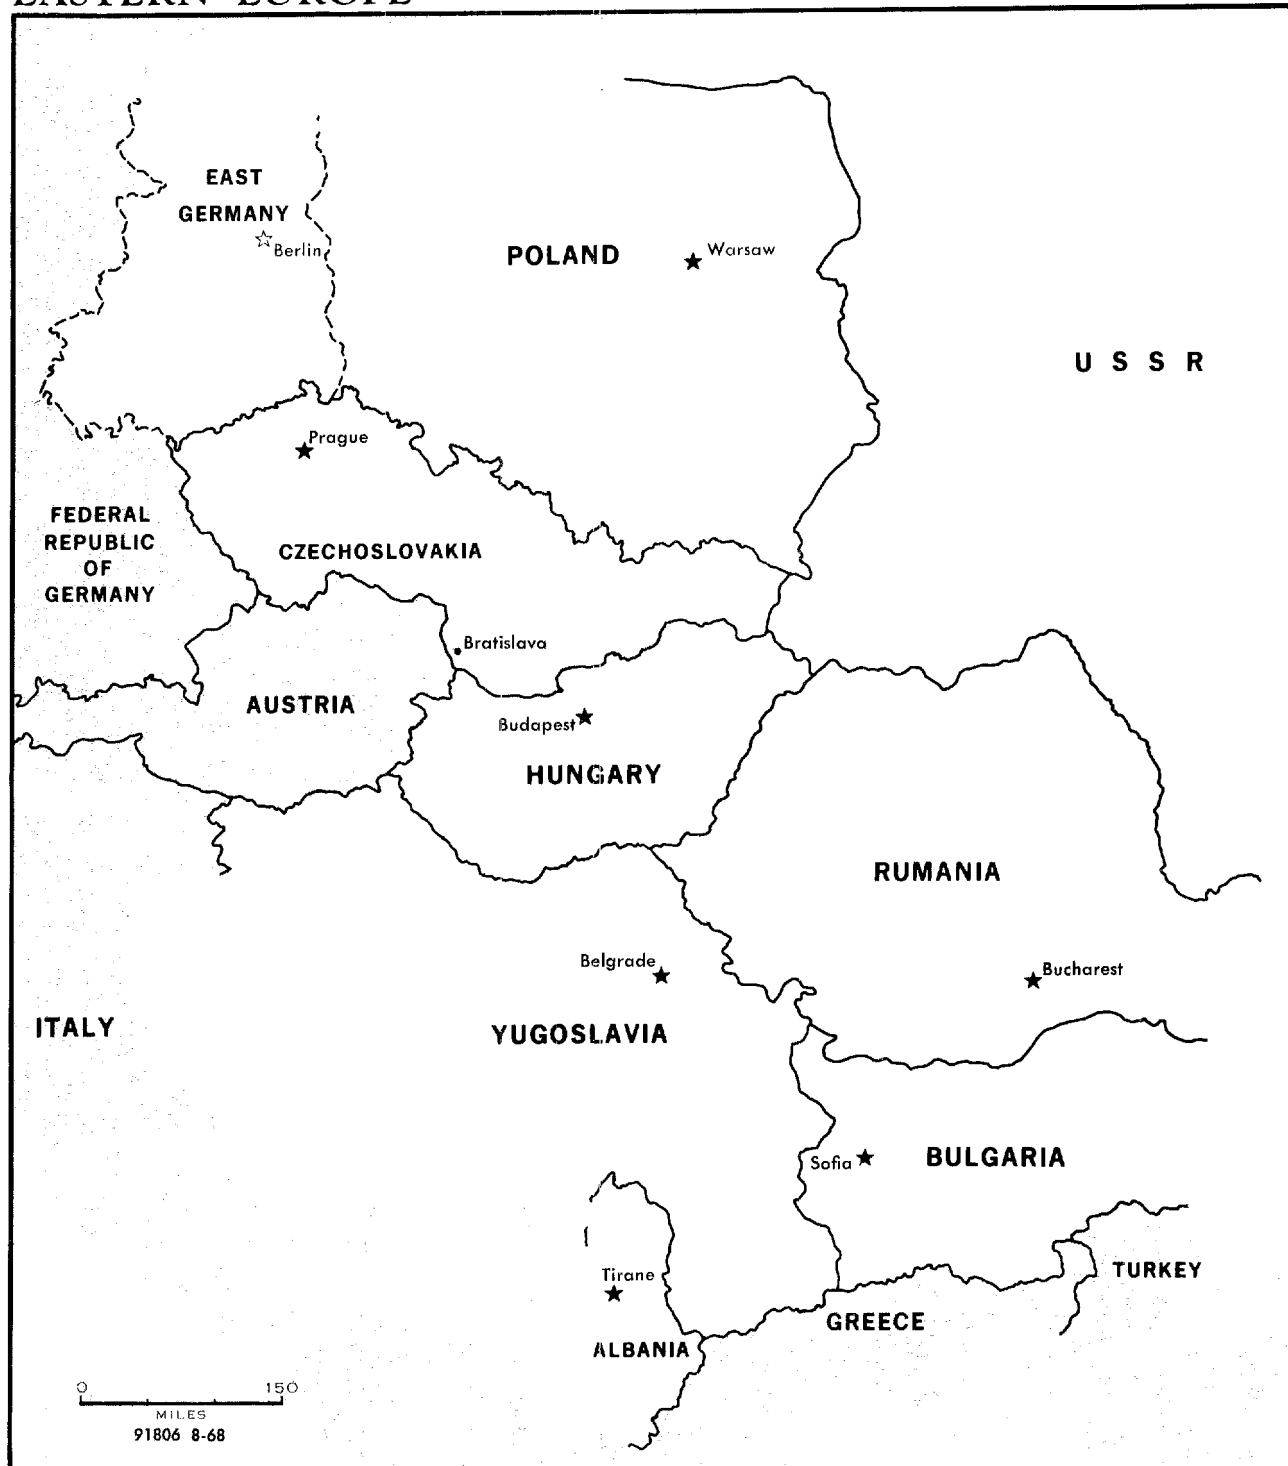 EASTERN EUROPE
EAST
GERMANY
Berlin
POLAND
Warsaw
U S S R
Prague
FEDERAL
REPUBLIC
OF
GERMANY
CZECHOSLOVAKIA
Bratislava
AUSTRIA
Budapest
HUNGARY
RUMANIA
Belgrade
Bucharest
ITALY
YUGOSLAVIA
Sofia
BULGARIA
Tirane
TURKEY
GREECE
ALBANIA
0 150
MILES
91806 8-68